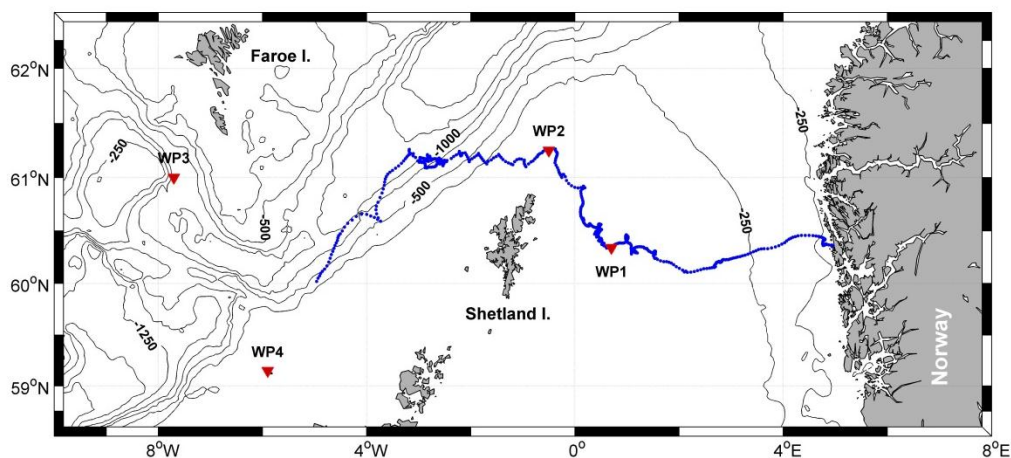 62°N
61°N
60°N
59°N
8°W
4°W
0°
4°E
8°E
Faroe I.
-250
WP3
-500
-1250
WP4
-1000
-500
WP2
WP1
Shetland I.
-250
-250
Norway